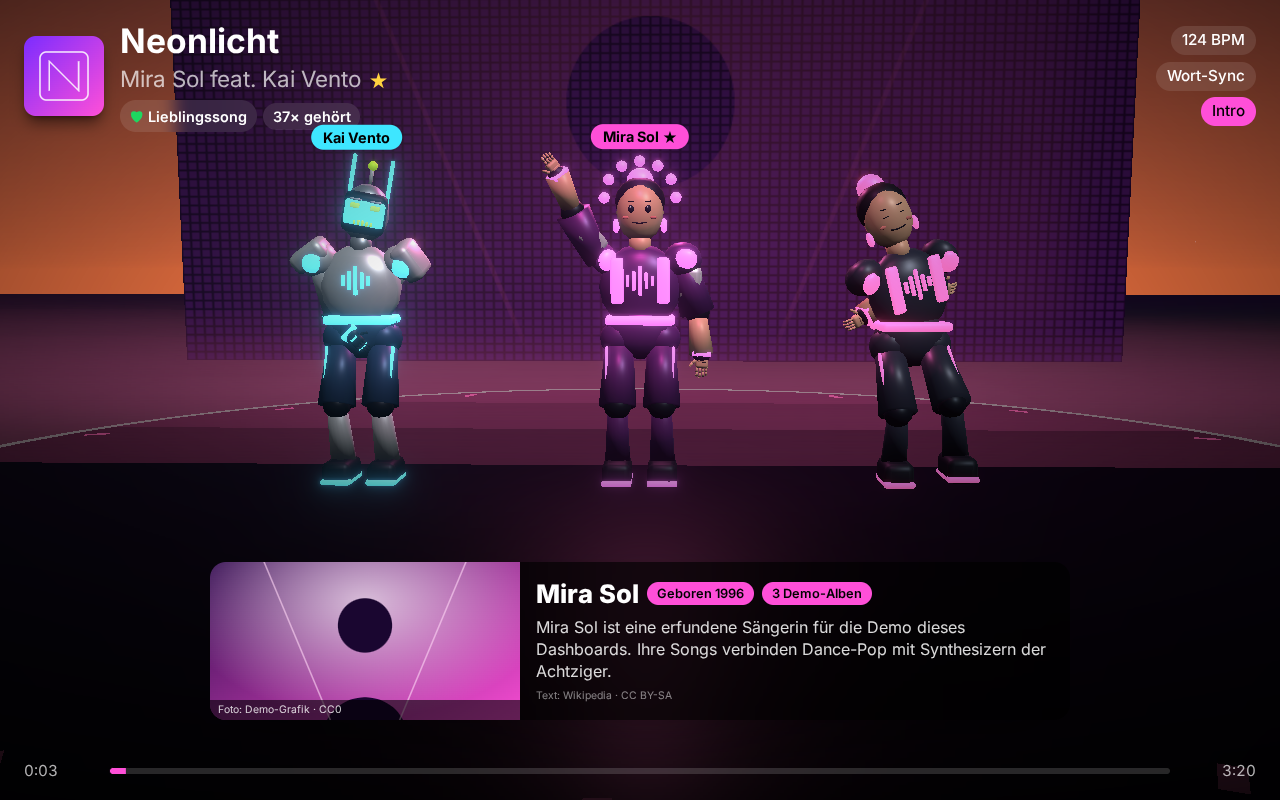 Neonlicht
Mira Sol feat. Kai Vento ★
Lieblingssong
37× gehört
124 BPM
Wort-Sync
Intro
Kai Vento
Mira Sol ★
Mira Sol
Geboren 1996
3 Demo-Alben
Mira Sol ist eine erfundene Sängerin für die Demo dieses
Dashboards. Ihre Songs verbinden Dance-Pop mit Synthesizern der
Achtziger.
Text: Wikipedia · CC BY-SA
Foto: Demo-Grafik · CC0
0:03
3:20